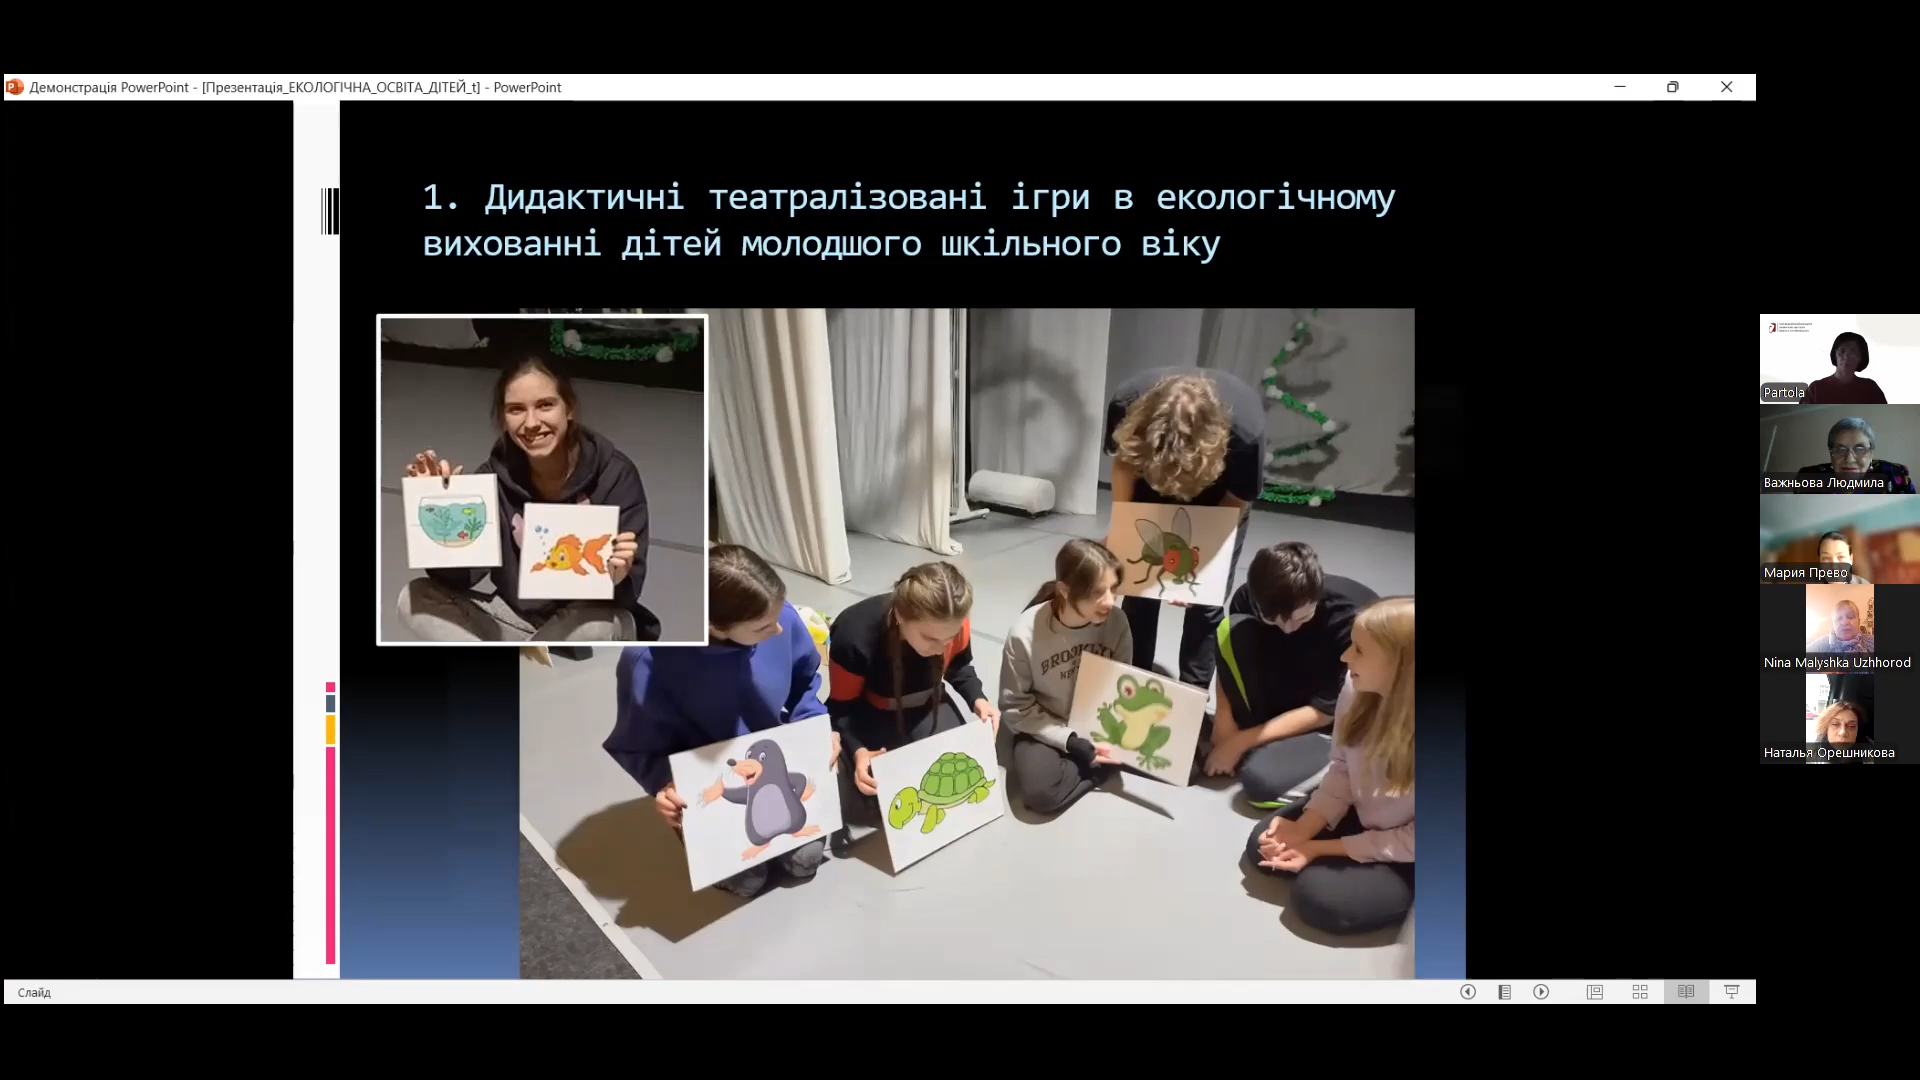 Демонстрація PowerPoint - [Презентація_ЕКОЛОГІЧНА_ОСВІТА_ДІТЕЙ_t] - PowerPoint
1. Дидактичні театралізовані ігри в екологічному
вихованні дітей молодшого шкільного віку
BROOKLYN
Partola
Важньова Людмила
Мария Прево
Nina Malyshka Uzhhorod
Наталья Орешникова
Слайд